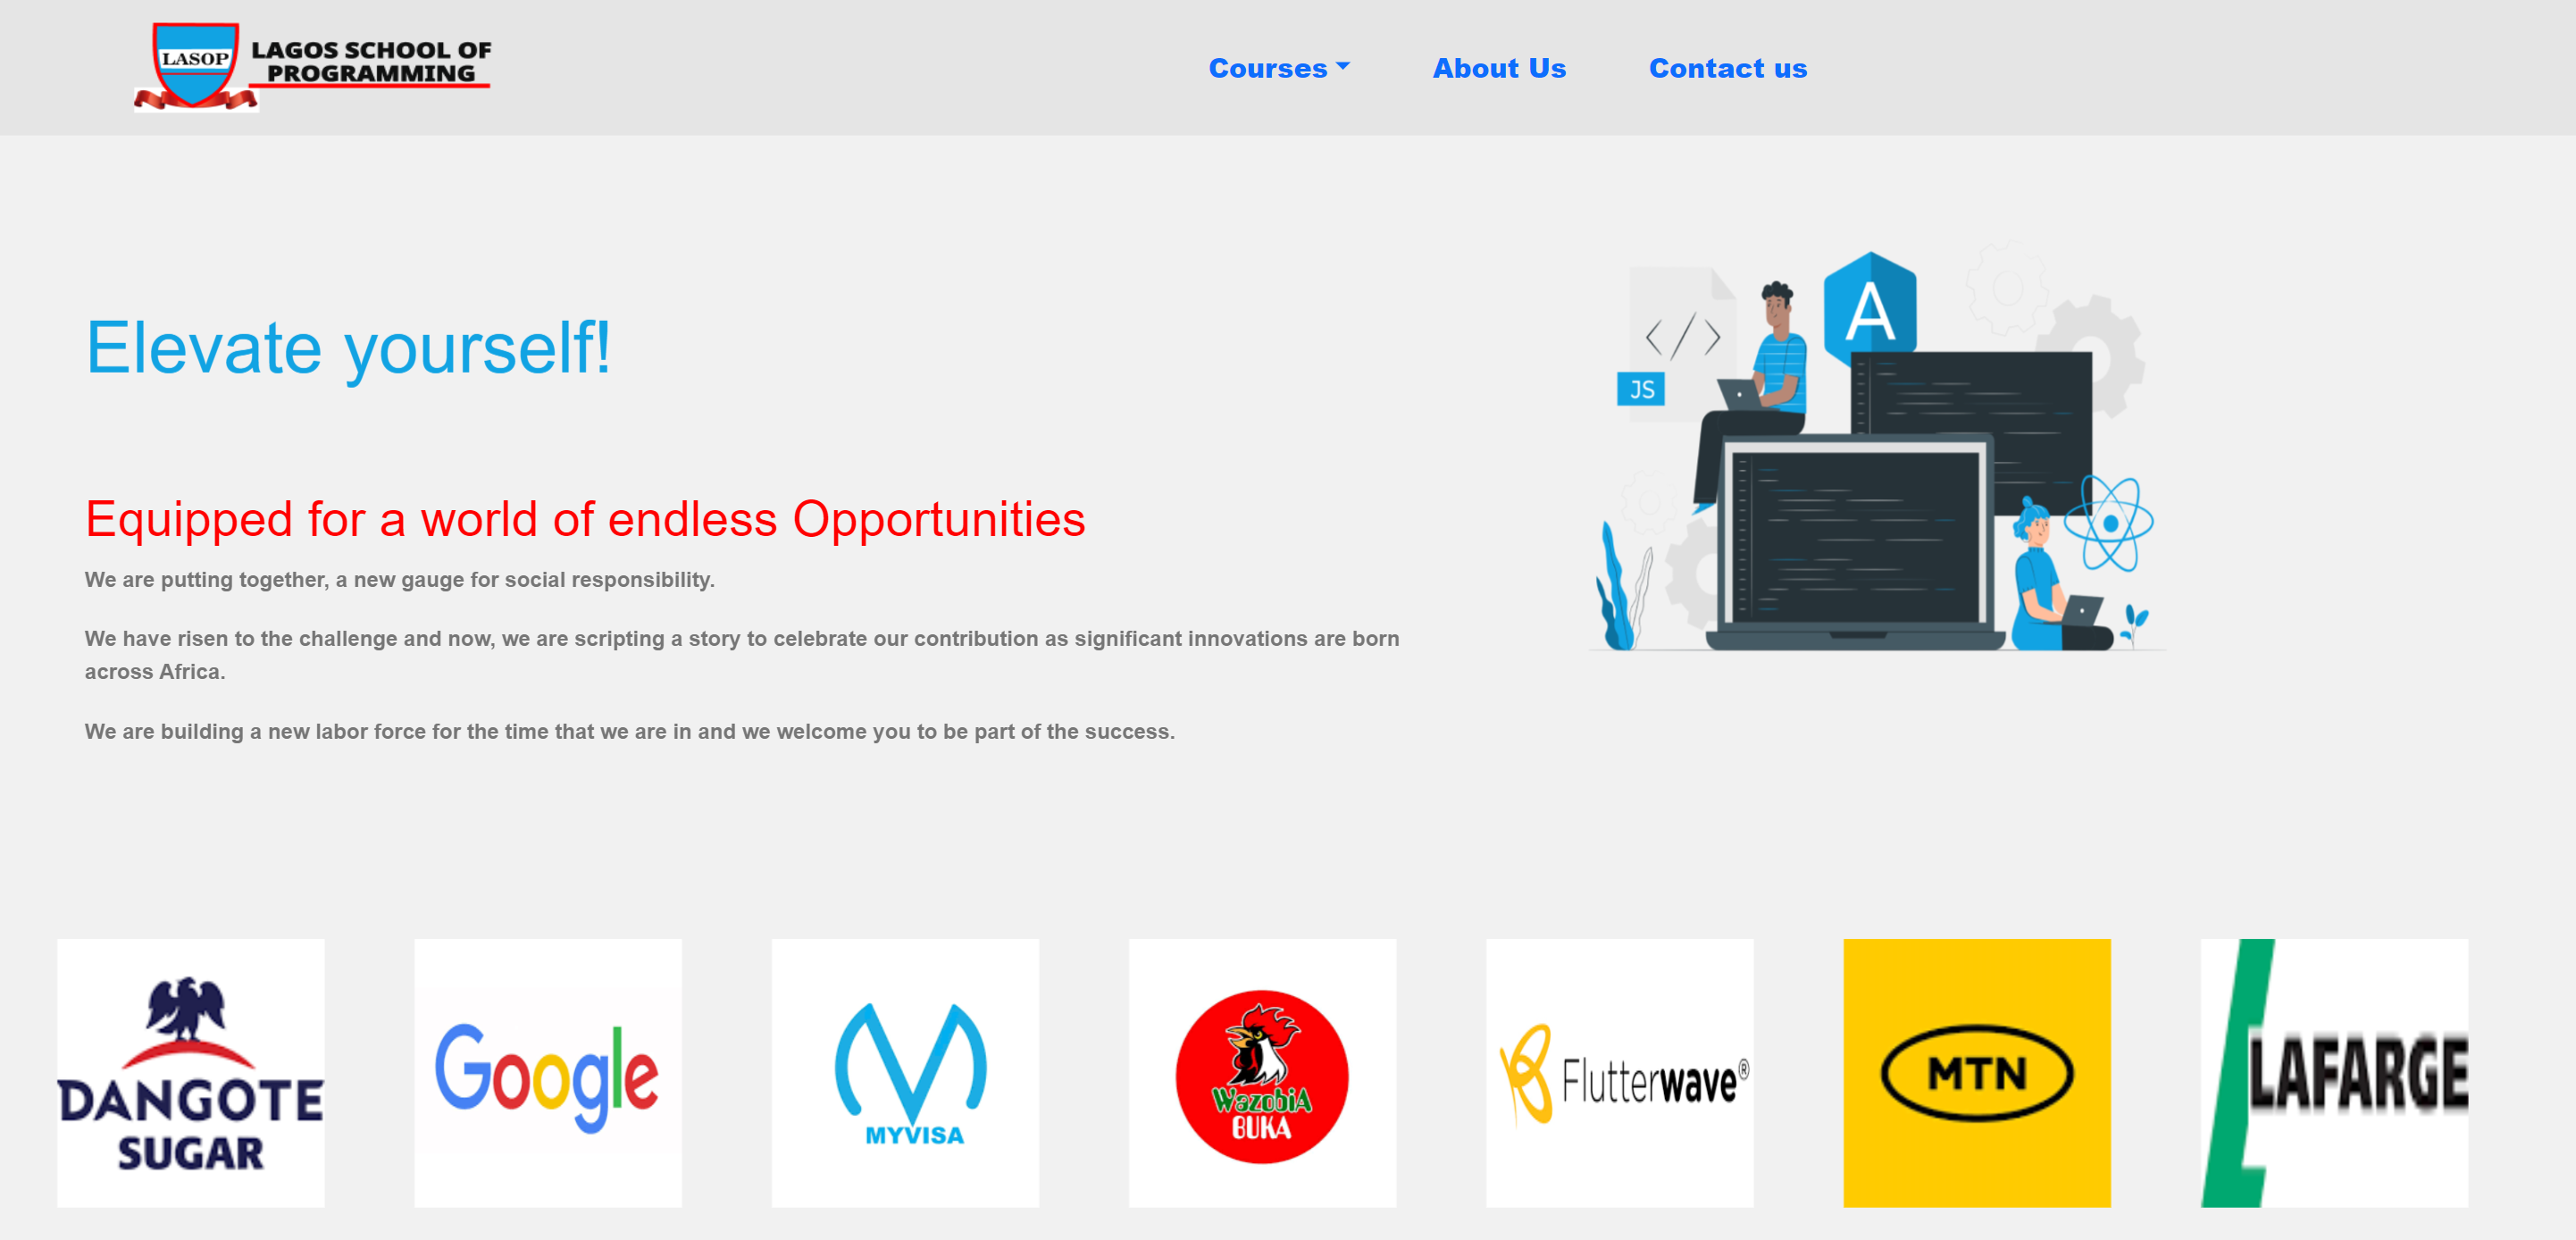 LASOP
LAGOS SCHOOL OF
PROGRAMMING
Courses
About Us
Contact us
Elevate yourself!
Equipped for a world of endless Opportunities
We are putting together, a new gauge for social responsibility.
We have risen to the challenge and now, we are scripting a story to celebrate our contribution as significant innovations are born
across Africa.
We are building a new labor force for the time that we are in and we welcome you to be part of the success.
</>
A
JS
DANGOTE
SUGAR
Google
MYVISA
WazobiA
BUKA
Flutterwave®
MTN
LAFARGE